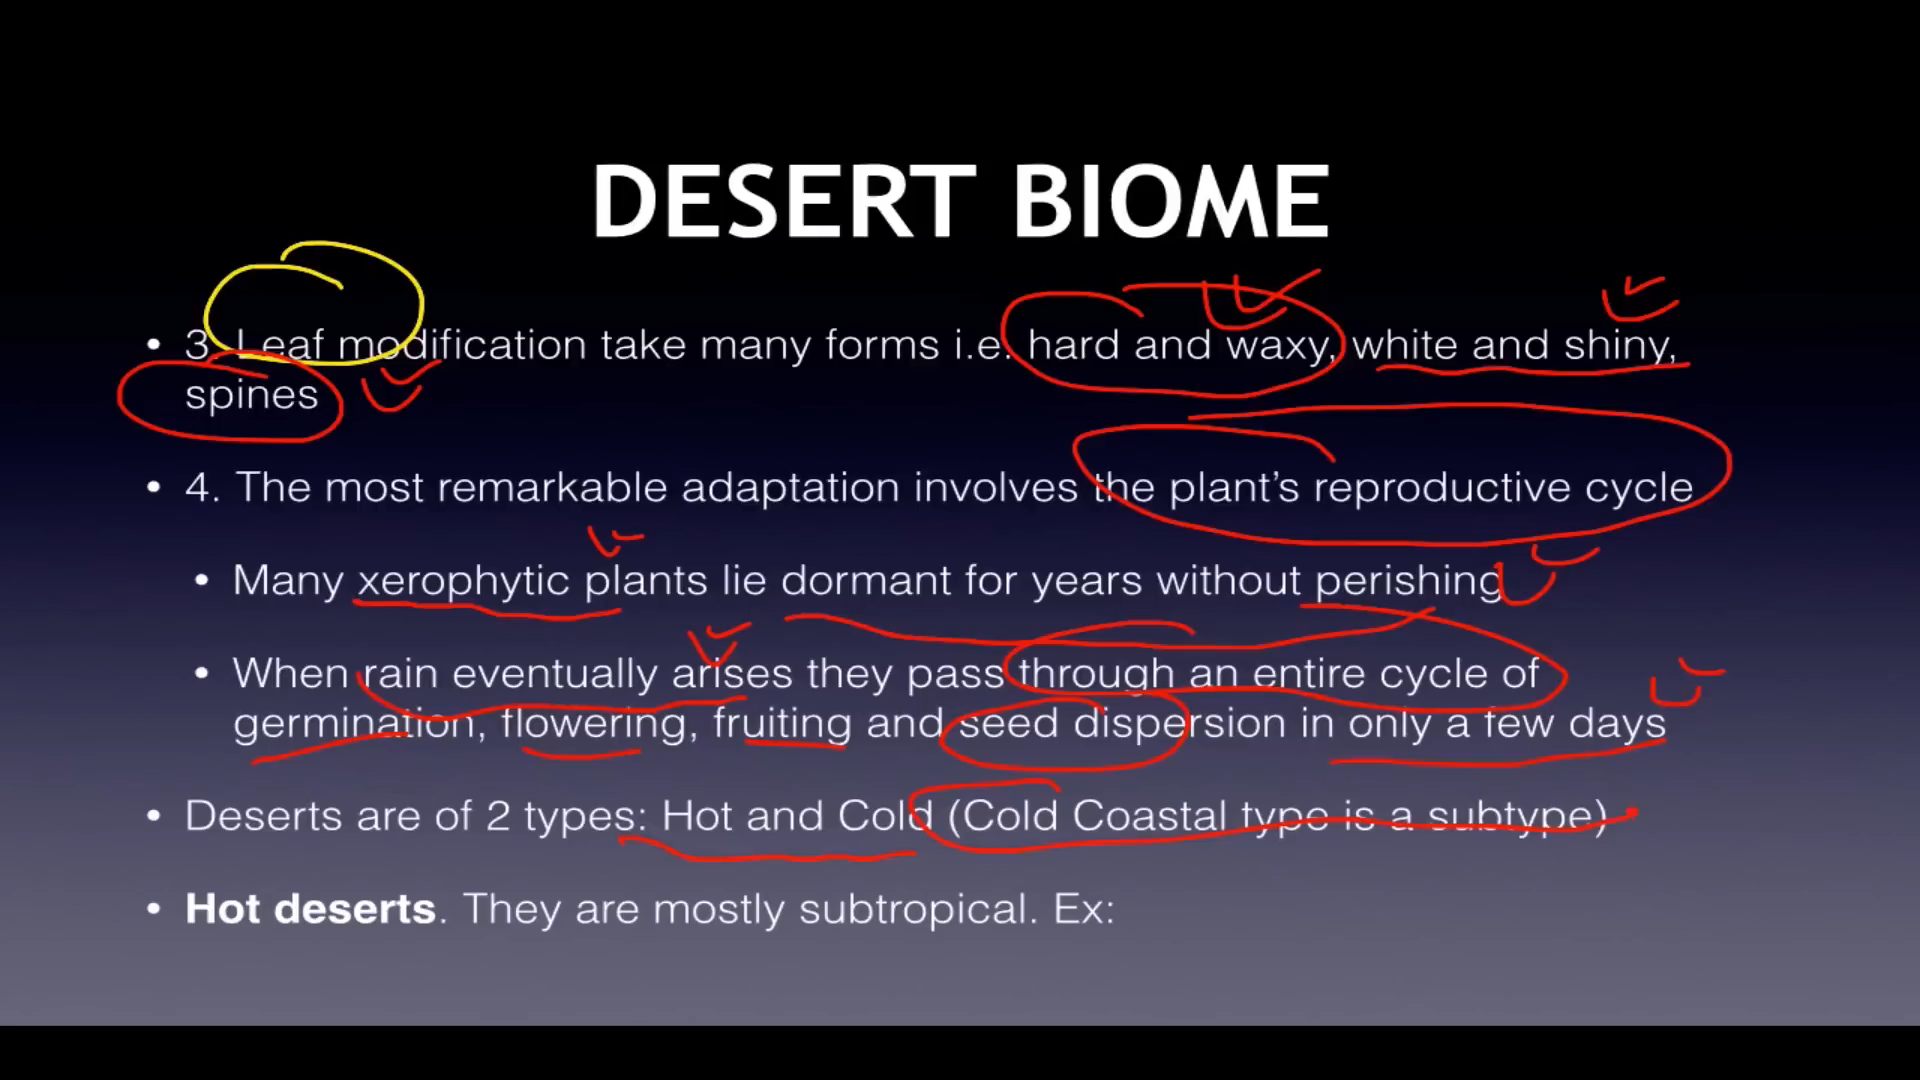 DESERT BIOME
• 3. Leaf modification take many forms i.e. hard and waxy, white and shiny,
spines
• 4. The most remarkable adaptation involves the plant’s reproductive cycle
• Many xerophytic plants lie dormant for years without perishing
• When rain eventually arises they pass through an entire cycle of
germination, flowering, fruiting and seed dispersion in only a few days
• Deserts are of 2 types: Hot and Cold (Cold Coastal type is a subtype)
• Hot deserts. They are mostly subtropical. Ex: